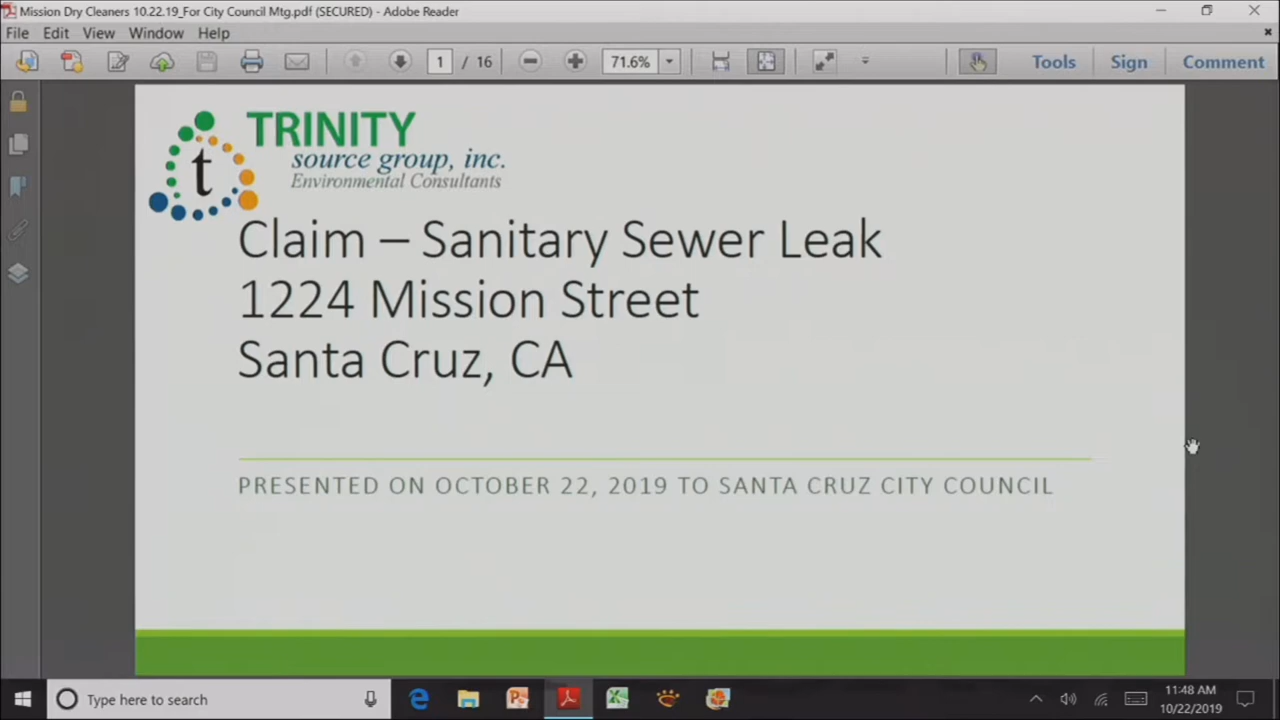 Mission Dry Cleaners 10.22.19_For City Council Mtg.pdf (SECURED) - Adobe Reader
File Edit View Window Help
1 / 16 71.6% Tools Sign Comment
TRINITY
source group, inc.
Environmental Consultants
t
Claim – Sanitary Sewer Leak
1224 Mission Street
Santa Cruz, CA
PRESENTED ON OCTOBER 22, 2019 TO SANTA CRUZ CITY COUNCIL
Type here to search
11:48 AM
10/22/2019